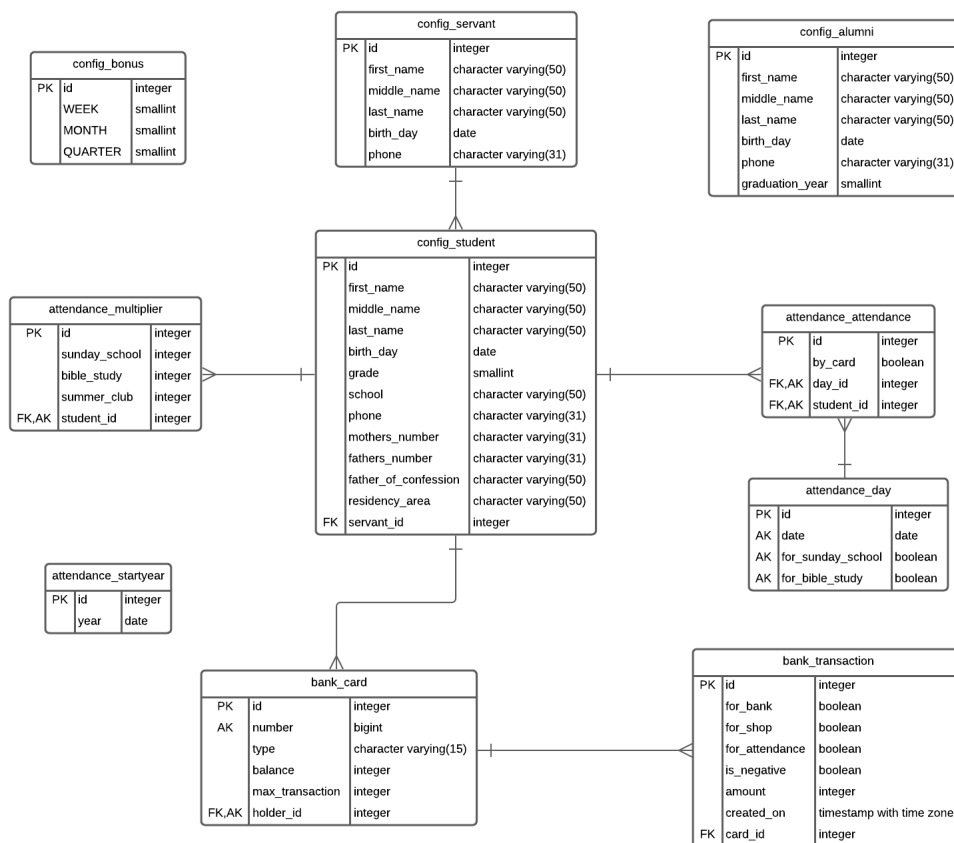 config_servant
PK id integer
first_name character varying(50)
middle_name character varying(50)
last_name character varying(50)
birth_day date
phone character varying(31)
config_alumni
PK id integer
first_name character varying(50)
middle_name character varying(50)
last_name character varying(50)
birth_day date
phone character varying(31)
graduation_year smallint
config_bonus
PK id integer
WEEK smallint
MONTH smallint
QUARTER smallint
config_student
PK id integer
first_name character varying(50)
middle_name character varying(50)
last_name character varying(50)
birth_day date
grade smallint
school character varying(50)
phone character varying(31)
mothers_number character varying(31)
fathers_number character varying(31)
father_of_confession character varying(50)
residency_area character varying(50)
FK servant_id integer
attendance_multiplier
PK id integer
sunday_school integer
bible_study integer
summer_club integer
FK,AK student_id integer
attendance_attendance
PK id integer
by_card boolean
FK,AK day_id integer
FK,AK student_id integer
attendance_day
PK id integer
AK date date
AK for_sunday_school boolean
AK for_bible_study boolean
attendance_startyear
PK id integer
year date
bank_card
PK id integer
AK number bigint
type character varying(15)
balance integer
max_transaction integer
FK,AK holder_id integer
bank_transaction
PK id integer
for_bank boolean
for_shop boolean
for_attendance boolean
is_negative boolean
amount integer
created_on timestamp with time zone
FK card_id integer